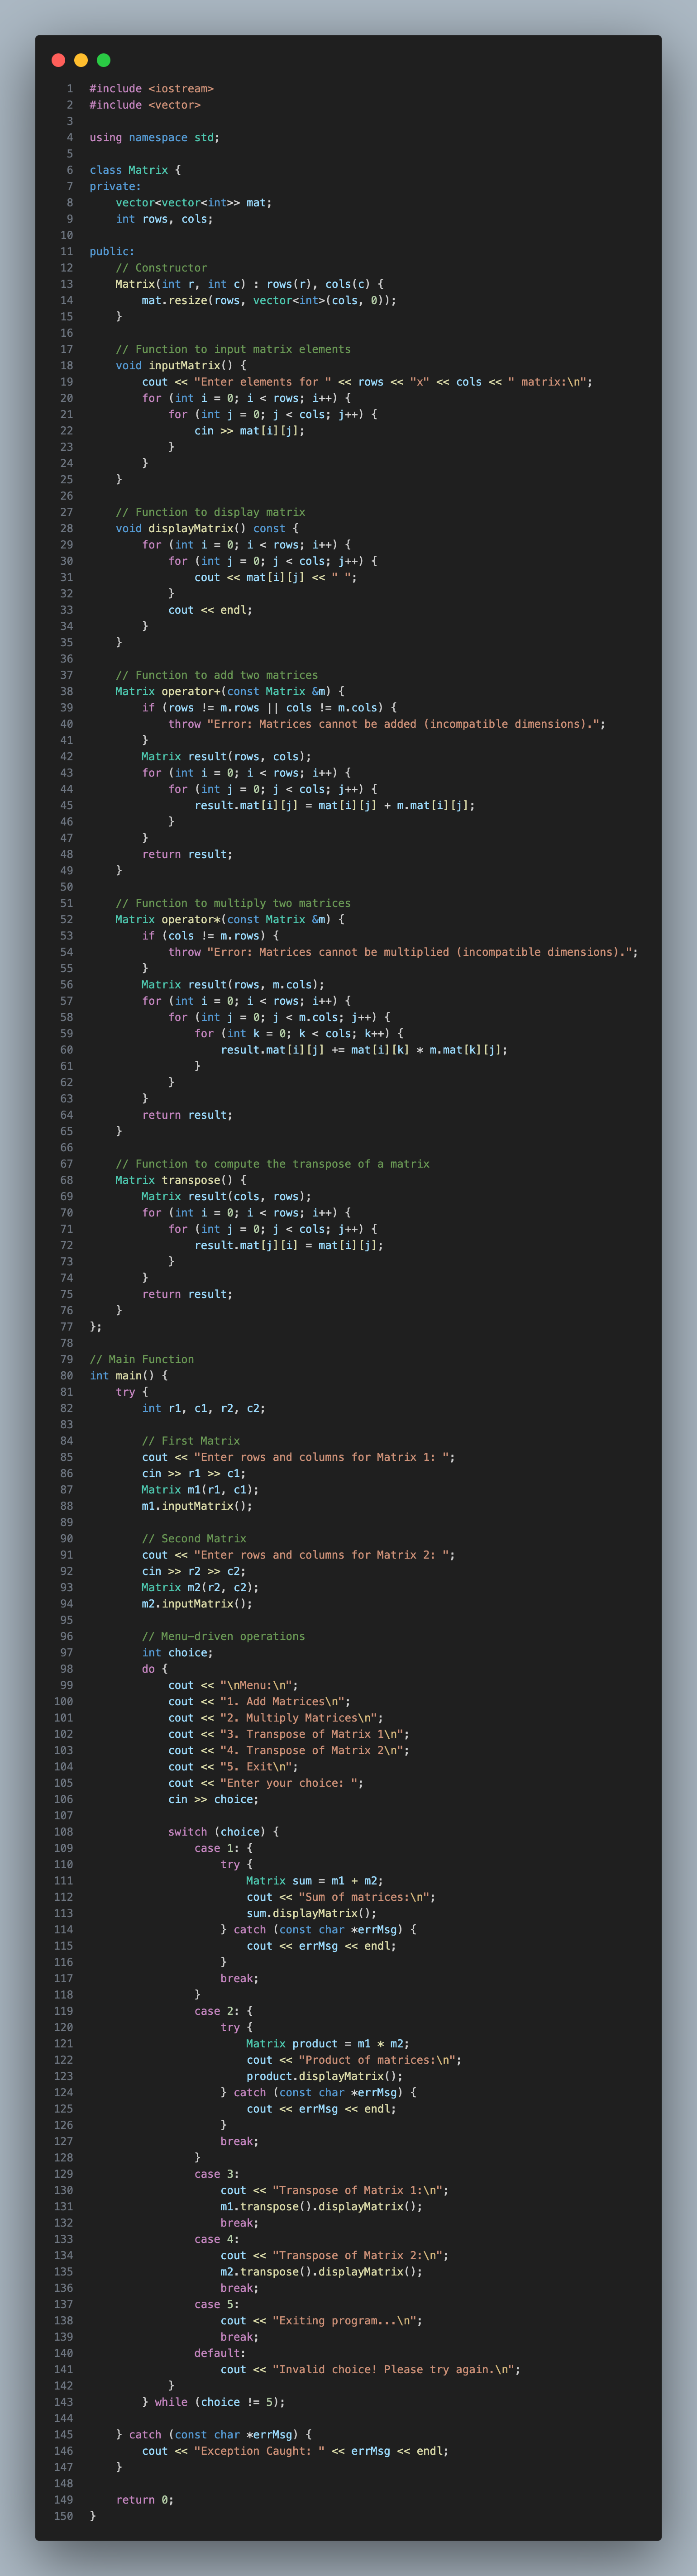 1 #include <iostream>
2 #include <vector>
3
4 using namespace std;
5
6 class Matrix {
7 private:
8     vector<vector<int>> mat;
9     int rows, cols;
10
11 public:
12     // Constructor
13     Matrix(int r, int c) : rows(r), cols(c) {
14         mat.resize(rows, vector<int>(cols, 0));
15     }
16
17     // Function to input matrix elements
18     void inputMatrix() {
19         cout << "Enter elements for " << rows << "x" << cols << " matrix:\n";
20         for (int i = 0; i < rows; i++) {
21             for (int j = 0; j < cols; j++) {
22                 cin >> mat[i][j];
23             }
24         }
25     }
26
27     // Function to display matrix
28     void displayMatrix() const {
29         for (int i = 0; i < rows; i++) {
30             for (int j = 0; j < cols; j++) {
31                 cout << mat[i][j] << " ";
32             }
33             cout << endl;
34         }
35     }
36
37     // Function to add two matrices
38     Matrix operator+(const Matrix &m) {
39         if (rows != m.rows || cols != m.cols) {
40             throw "Error: Matrices cannot be added (incompatible dimensions).";
41         }
42         Matrix result(rows, cols);
43         for (int i = 0; i < rows; i++) {
44             for (int j = 0; j < cols; j++) {
45                 result.mat[i][j] = mat[i][j] + m.mat[i][j];
46             }
47         }
48         return result;
49     }
50
51     // Function to multiply two matrices
52     Matrix operator*(const Matrix &m) {
53         if (cols != m.rows) {
54             throw "Error: Matrices cannot be multiplied (incompatible dimensions).";
55         }
56         Matrix result(rows, m.cols);
57         for (int i = 0; i < rows; i++) {
58             for (int j = 0; j < m.cols; j++) {
59                 for (int k = 0; k < cols; k++) {
60                     result.mat[i][j] += mat[i][k] * m.mat[k][j];
61                 }
62             }
63         }
64         return result;
65     }
66
67     // Function to compute the transpose of a matrix
68     Matrix transpose() {
69         Matrix result(cols, rows);
70         for (int i = 0; i < rows; i++) {
71             for (int j = 0; j < cols; j++) {
72                 result.mat[j][i] = mat[i][j];
73             }
74         }
75         return result;
76     }
77 };
78
79 // Main Function
80 int main() {
81     try {
82         int r1, c1, r2, c2;
83
84         // First Matrix
85         cout << "Enter rows and columns for Matrix 1: ";
86         cin >> r1 >> c1;
87         Matrix m1(r1, c1);
88         m1.inputMatrix();
89
90         // Second Matrix
91         cout << "Enter rows and columns for Matrix 2: ";
92         cin >> r2 >> c2;
93         Matrix m2(r2, c2);
94         m2.inputMatrix();
95
96         // Menu-driven operations
97         int choice;
98         do {
99             cout << "\nMenu:\n";
100             cout << "1. Add Matrices\n";
101             cout << "2. Multiply Matrices\n";
102             cout << "3. Transpose of Matrix 1\n";
103             cout << "4. Transpose of Matrix 2\n";
104             cout << "5. Exit\n";
105             cout << "Enter your choice: ";
106             cin >> choice;
107
108             switch (choice) {
109                 case 1: {
110                     try {
111                         Matrix sum = m1 + m2;
112                         cout << "Sum of matrices:\n";
113                         sum.displayMatrix();
114                     } catch (const char *errMsg) {
115                         cout << errMsg << endl;
116                     }
117                     break;
118                 }
119                 case 2: {
120                     try {
121                         Matrix product = m1 * m2;
122                         cout << "Product of matrices:\n";
123                         product.displayMatrix();
124                     } catch (const char *errMsg) {
125                         cout << errMsg << endl;
126                     }
127                     break;
128                 }
129                 case 3:
130                     cout << "Transpose of Matrix 1:\n";
131                     m1.transpose().displayMatrix();
132                     break;
133                 case 4:
134                     cout << "Transpose of Matrix 2:\n";
135                     m2.transpose().displayMatrix();
136                     break;
137                 case 5:
138                     cout << "Exiting program...\n";
139                     break;
140                 default:
141                     cout << "Invalid choice! Please try again.\n";
142             }
143         } while (choice != 5);
144
145     } catch (const char *errMsg) {
146         cout << "Exception Caught: " << errMsg << endl;
147     }
148
149     return 0;
150 }